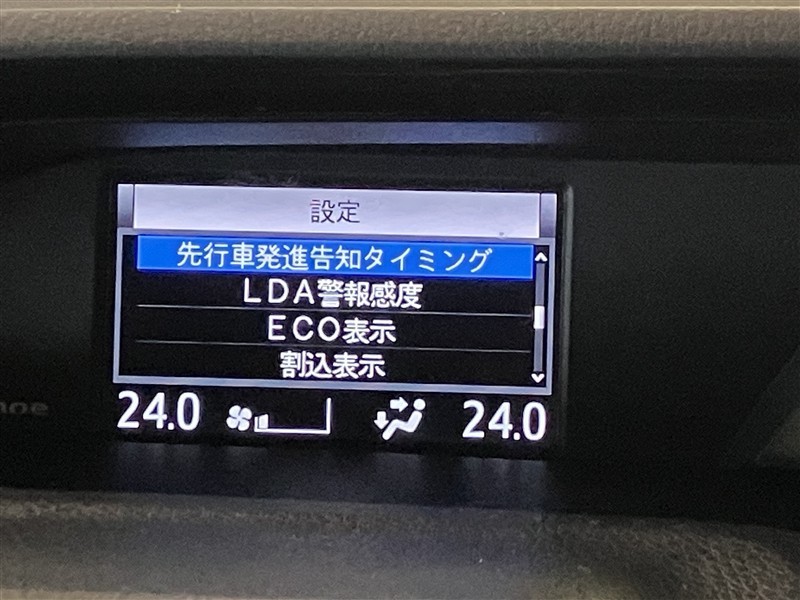 設定
先行車発進告知タイミング
LDA警報感度
ECO表示
割込表示
24.0 24.0